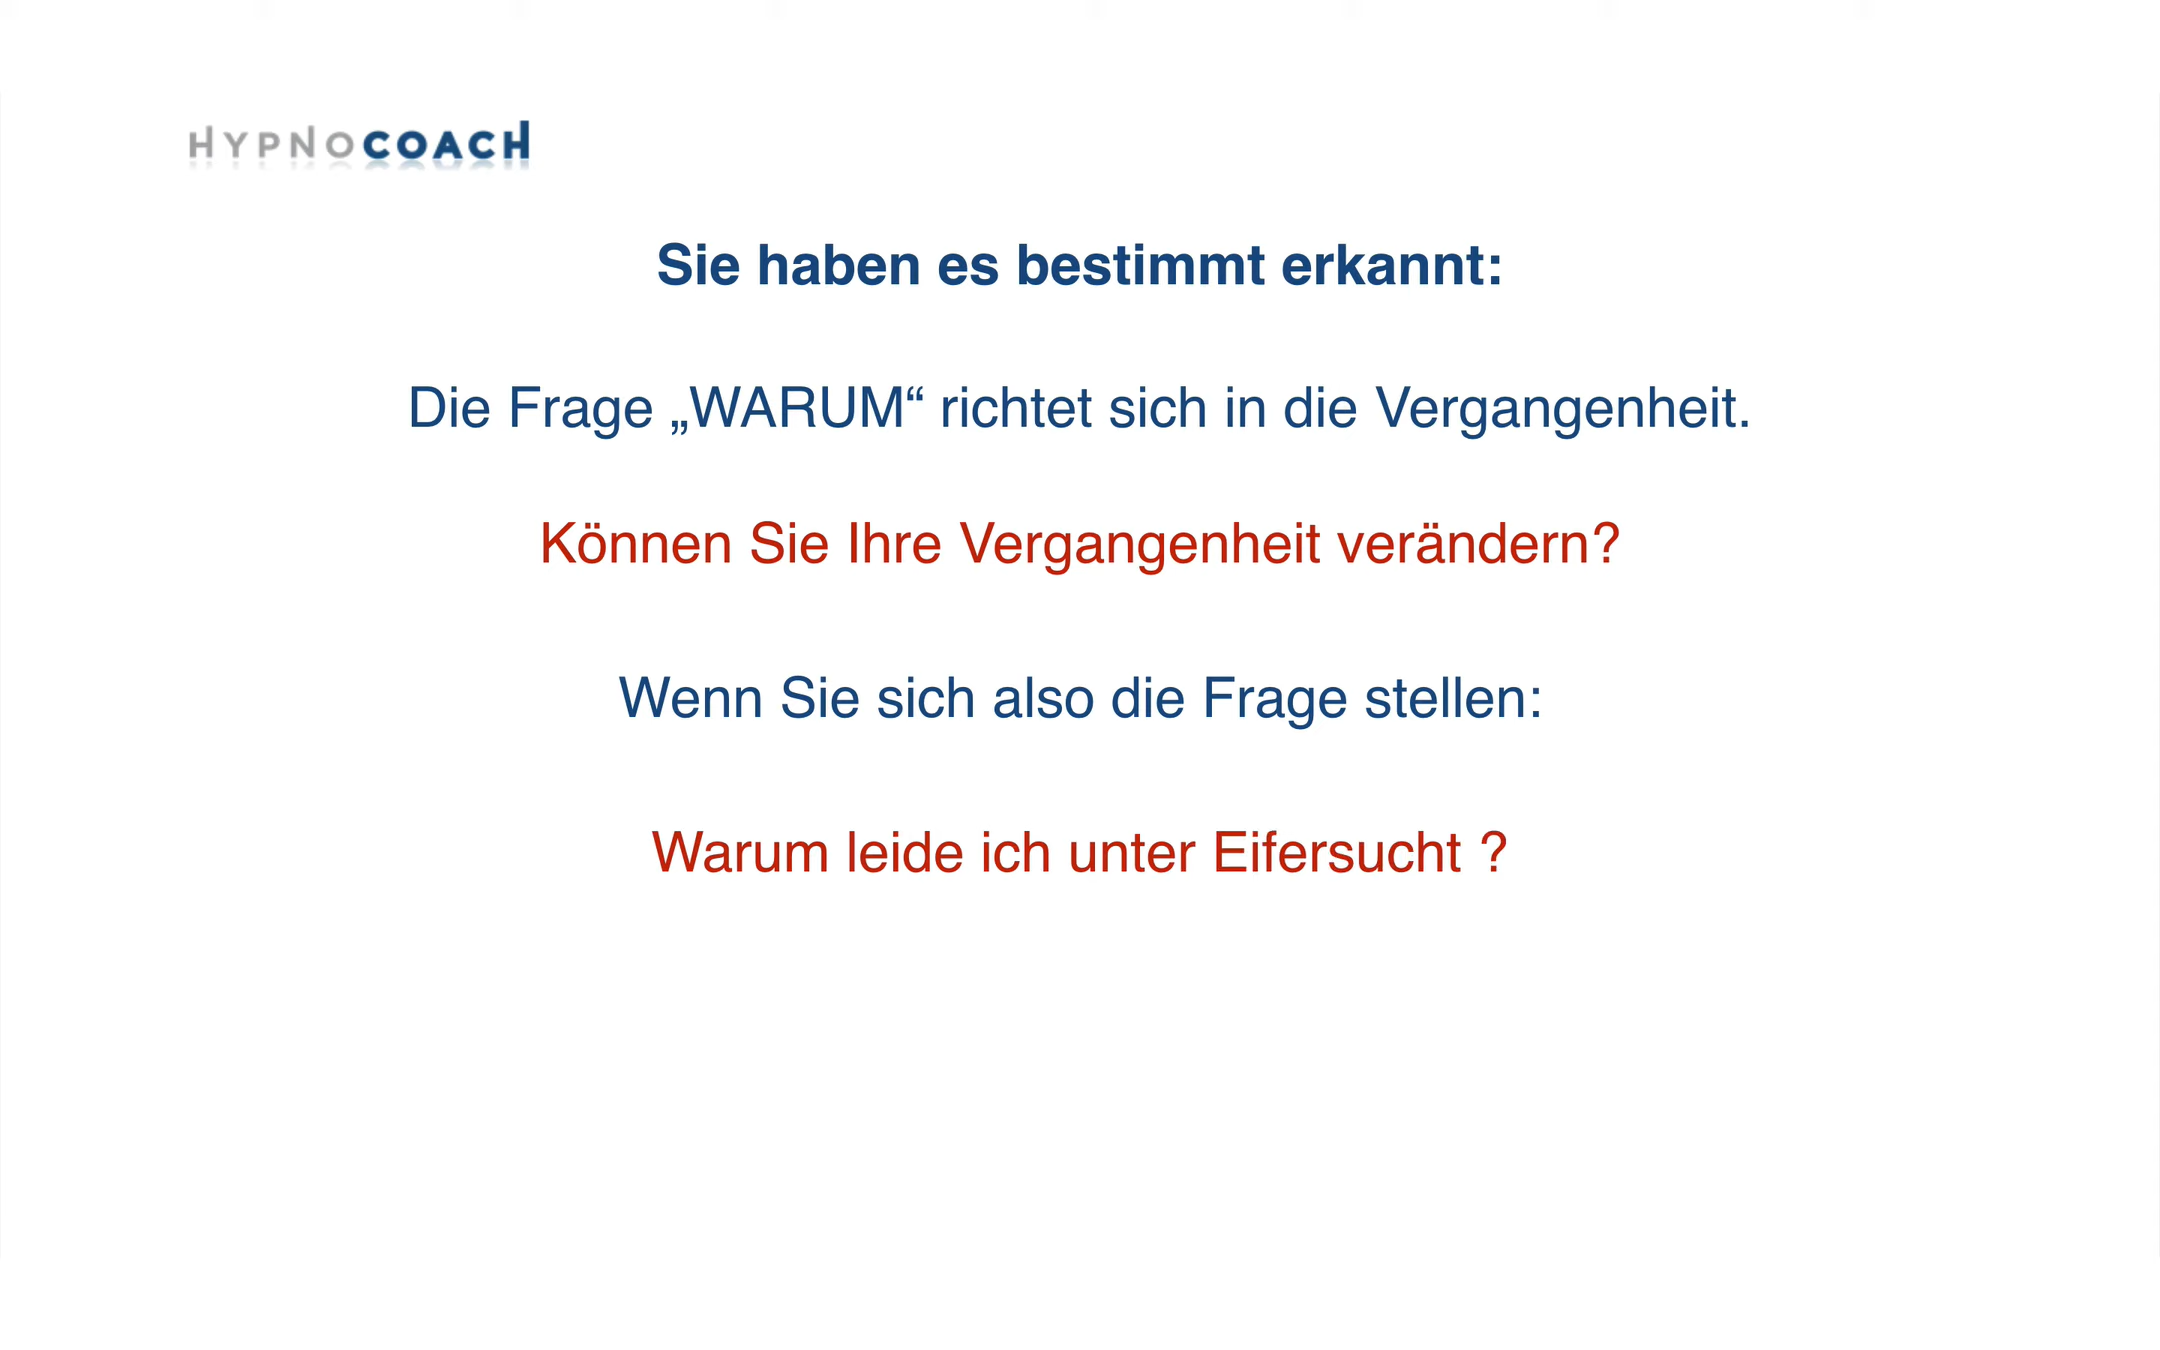 HYPNOCOACH
Sie haben es bestimmt erkannt:
Die Frage „WARUM“ richtet sich in die Vergangenheit.
Können Sie Ihre Vergangenheit verändern?
Wenn Sie sich also die Frage stellen:
Warum leide ich unter Eifersucht ?